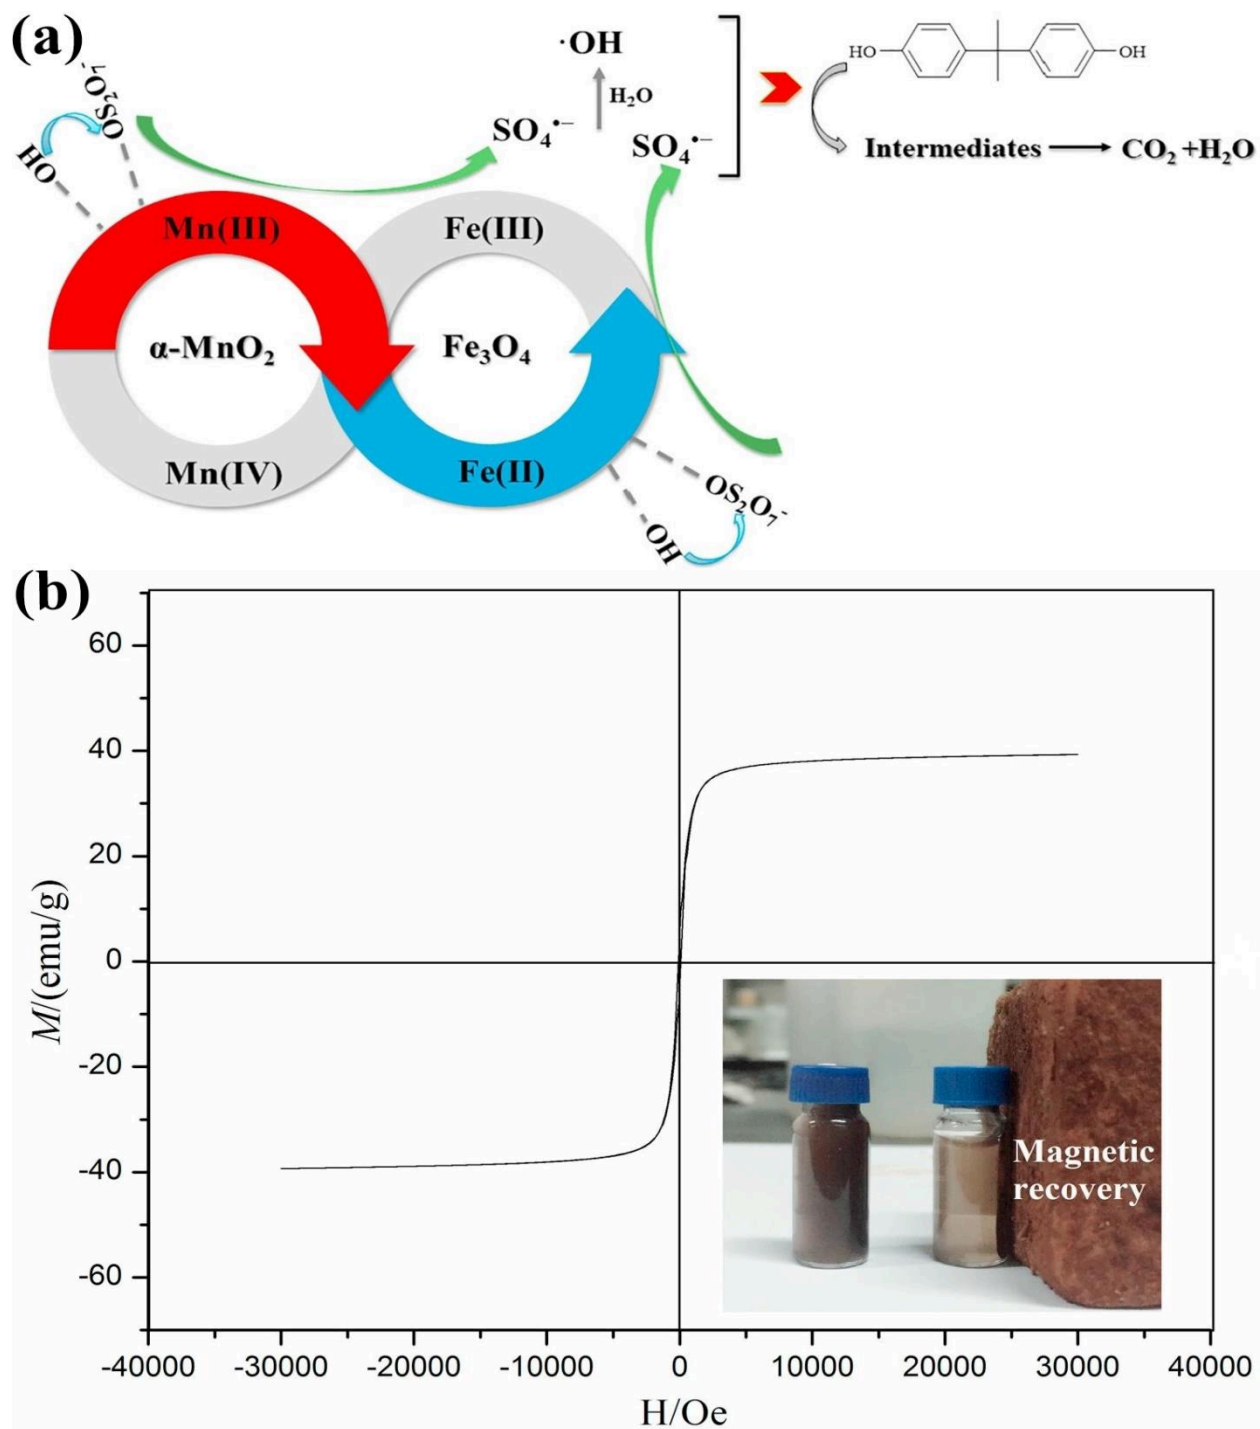 (a)
·OH
H₂O
SO₄•–
SO₄•–
HO
OH
Intermediates → CO₂+H₂O
OS₂O₇⁻
HO
Mn(III)
Fe(III)
α-MnO₂
Fe₃O₄
Mn(IV)
Fe(II)
OS₂O₇⁻
OH
(b)
60
40
20
0
-20
-40
-60
M/(emu/g)
Magnetic
recovery
-40000 -30000 -20000 -10000 0 10000 20000 30000 40000
H/Oe